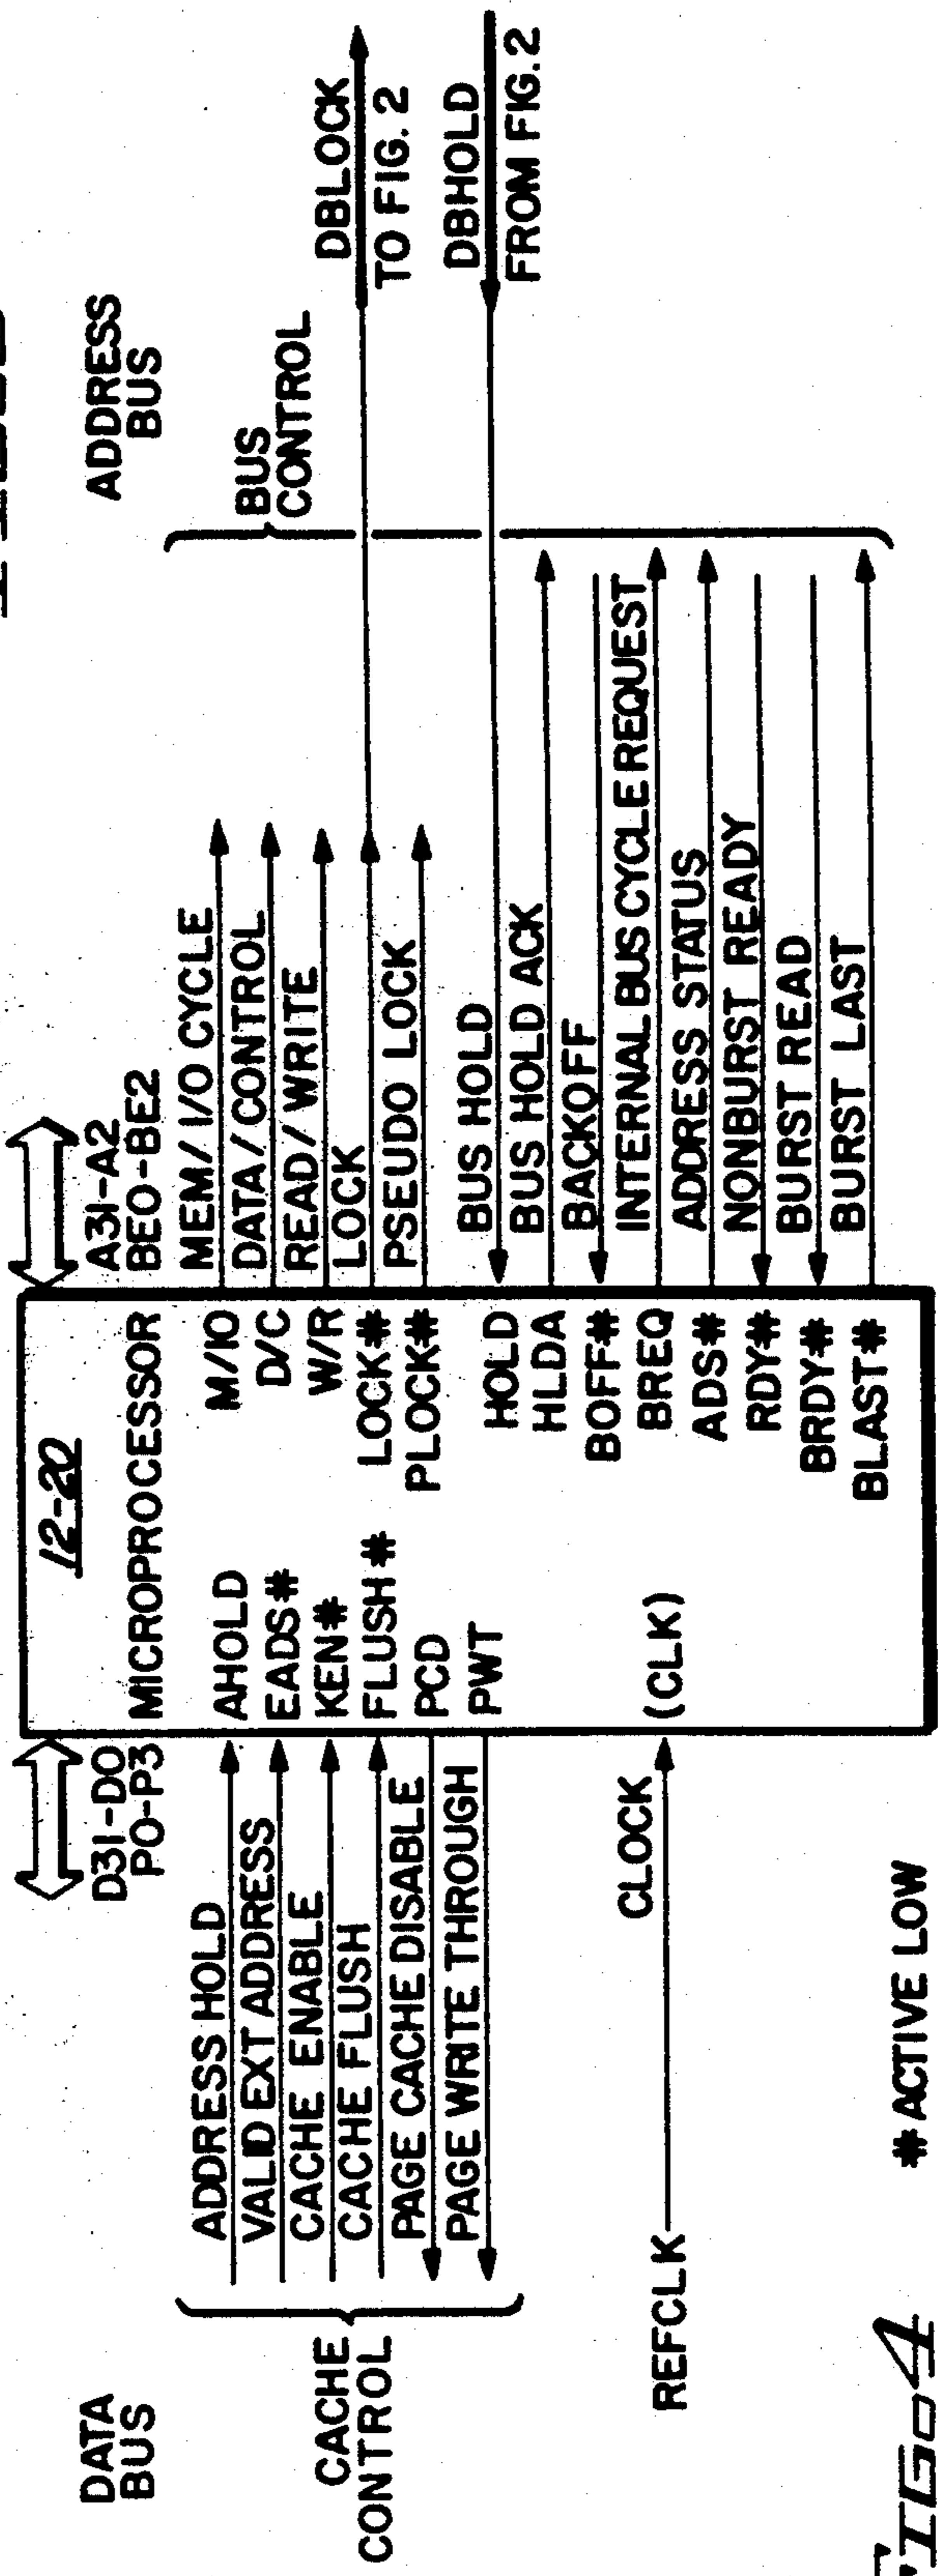 DATA
BUS
D31-D0
P0-P3
12-20
MICROPROCESSOR
A31-A2
BE0-BE2
ADDRESS
BUS
CACHE
CONTROL
ADDRESS HOLD
VALID EXT ADDRESS
CACHE ENABLE
CACHE FLUSH
PAGE CACHE DISABLE
PAGE WRITE THROUGH
REFCLK
CLOCK
AHOLD
EADS#
KEN#
FLUSH#
PCD
PWT
(CLK)
M/IO
D/C
W/R
LOCK#
PLOCK#
HOLD
HLDA
BOFF#
BREQ
ADS#
RDY#
BRDY#
BLAST#
MEM/I/O CYCLE
DATA/CONTROL
READ/WRITE
LOCK
PSEUDO LOCK
BUS HOLD
BUS HOLD ACK
BACKOFF
INTERNAL BUS CYCLE REQUEST
ADDRESS STATUS
NONBURST READY
BURST READ
BURST LAST
BUS
CONTROL
DBLOCK
TO FIG. 2
DBHOLD
FROM FIG. 2
# ACTIVE LOW
FIG. 4